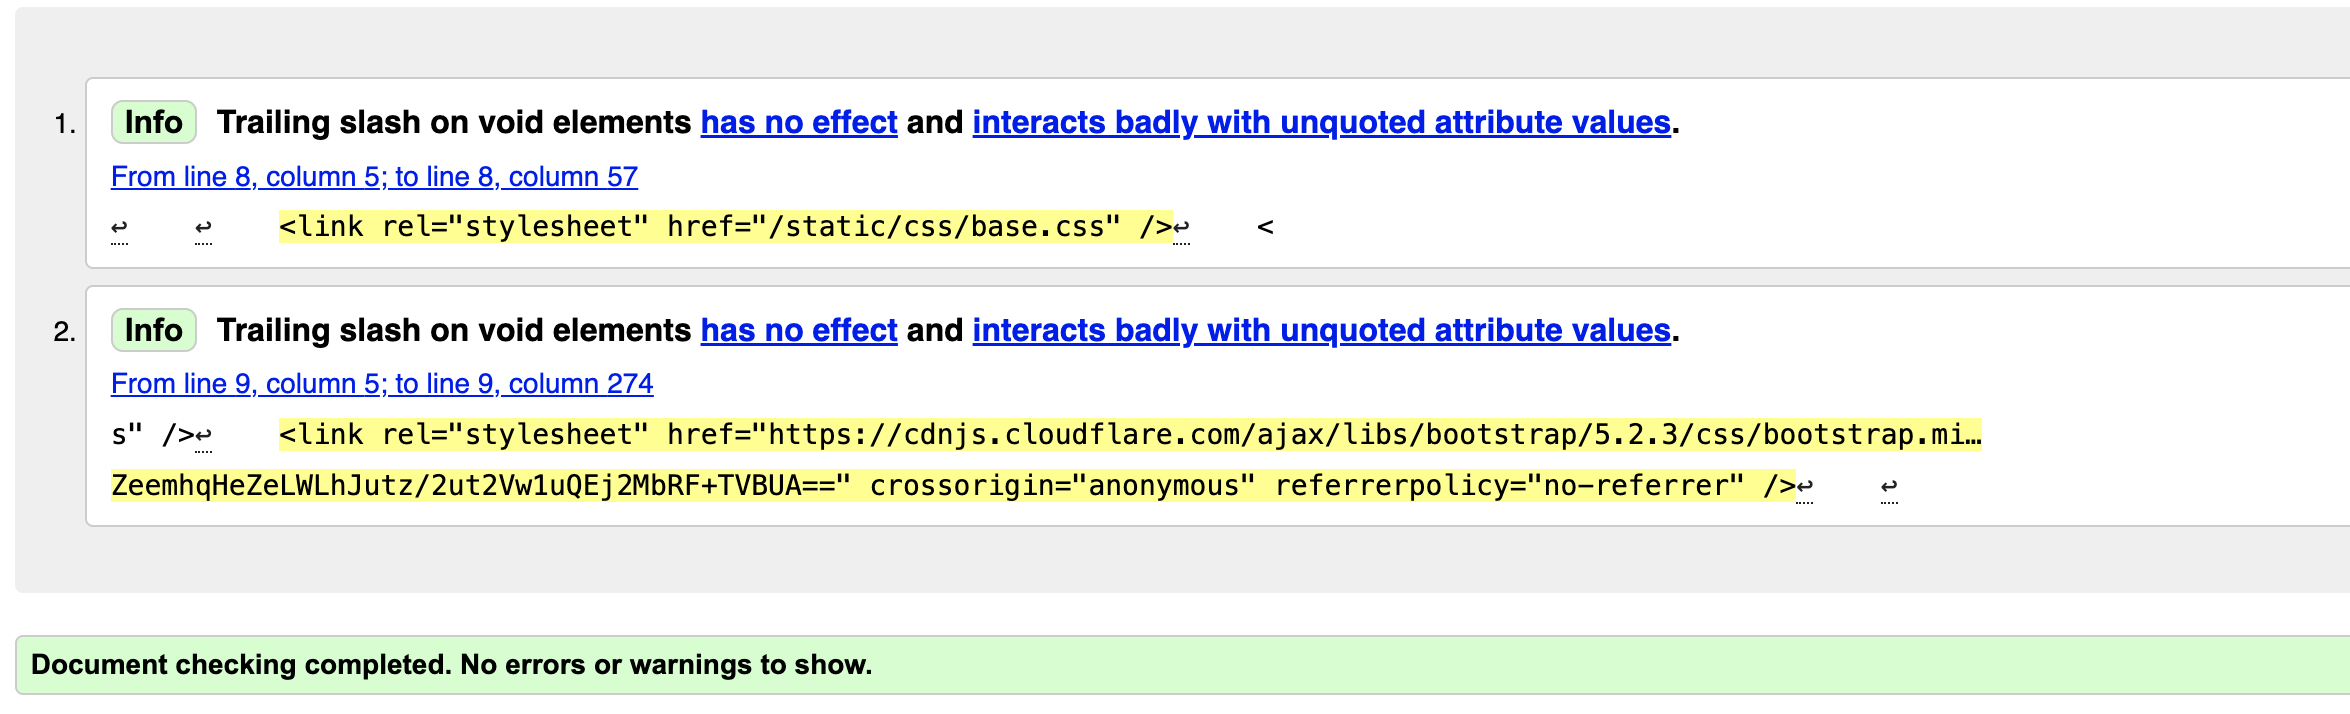 1. Info Trailing slash on void elements has no effect and interacts badly with unquoted attribute values.
From line 8, column 5; to line 8, column 57
↩ ↩ <link rel="stylesheet" href="/static/css/base.css" />↩ <
2. Info Trailing slash on void elements has no effect and interacts badly with unquoted attribute values.
From line 9, column 5; to line 9, column 274
s" />↩ <link rel="stylesheet" href="https://cdnjs.cloudflare.com/ajax/libs/bootstrap/5.2.3/css/bootstrap.mi…
ZeemhqHeZeLWLhJutz/2ut2Vw1uQEj2MbRF+TVBUA==" crossorigin="anonymous" referrerpolicy="no-referrer" />↩ ↩
Document checking completed. No errors or warnings to show.